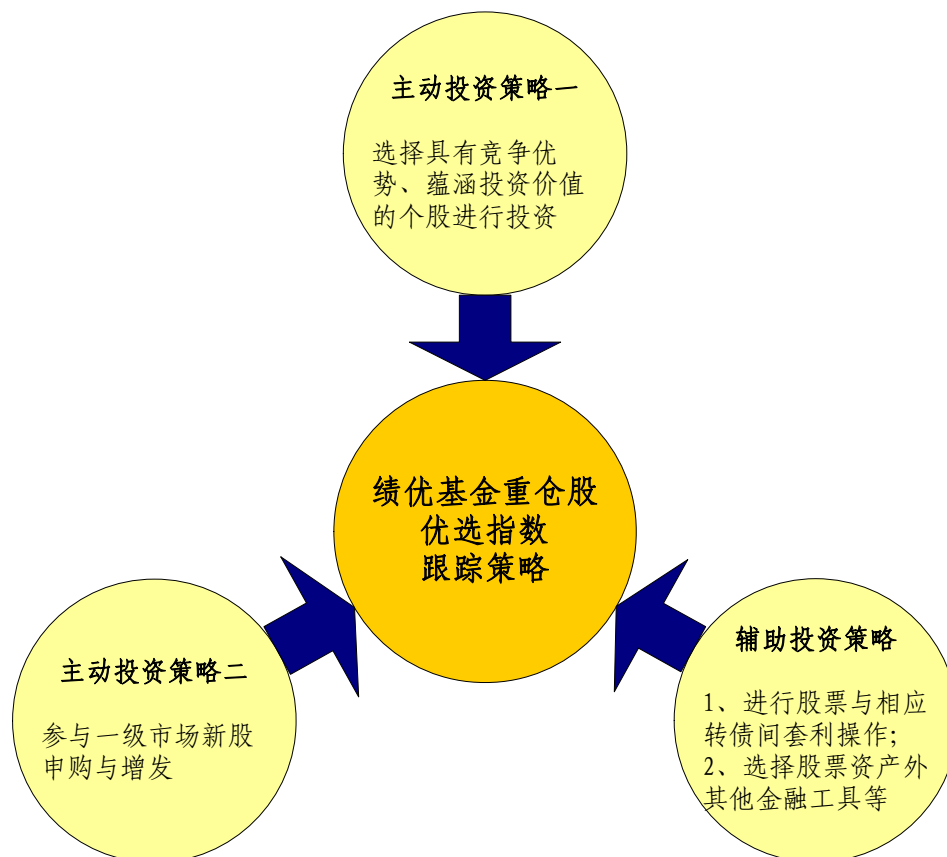 主动投资策略一
选择具有竞争优
势、蕴涵投资价值
的个股进行投资
绩优基金重仓股
优选指数
跟踪策略
主动投资策略二
参与一级市场新股
申购与增发
辅助投资策略
1、进行股票与相应
转债间套利操作;
2、选择股票资产外
其他金融工具等